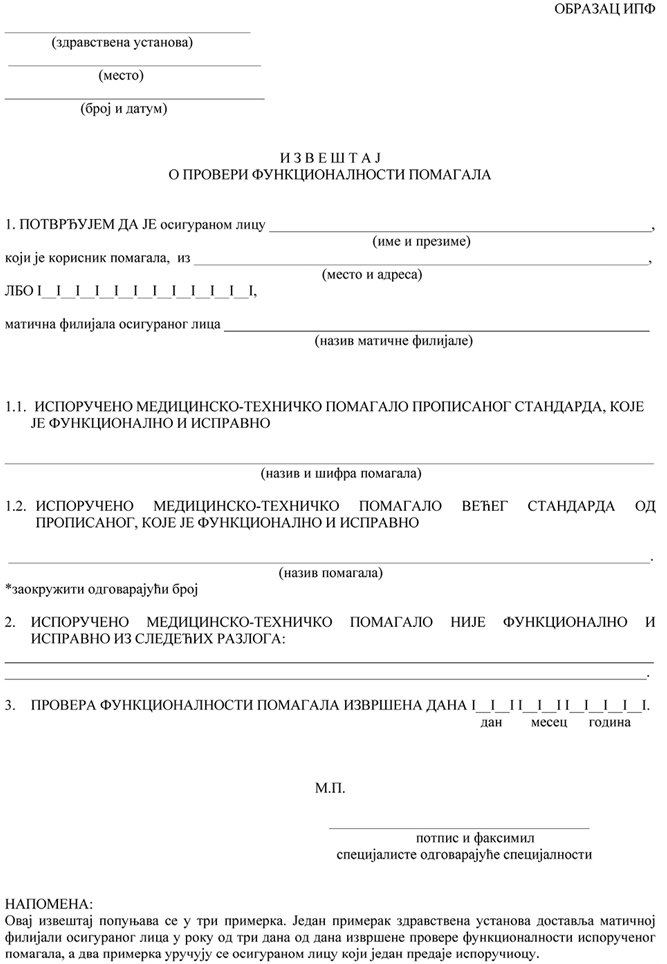 ОБРАЗАЦ ИПФ
(здравствена установа)
(место)
(број и датум)
И З В Е Ш Т А Ј
О ПРОВЕРИ ФУНКЦИОНАЛНОСТИ ПОМАГАЛА
1. ПОТВРЂУЈЕМ ДА ЈЕ осигураном лицу ____________________,
(име и презиме)
који је корисник помагала, из ____________________,
(место и адреса)
ЛБО I__I__I__I__I__I__I__I__I__I__I__I,
матична филијала осигураног лица ____________________
(назив матичне филијале)
1.1. ИСПОРУЧЕНО МЕДИЦИНСКО-ТЕХНИЧКО ПОМАГАЛО ПРОПИСАНОГ СТАНДАРДА, КОЈЕ
ЈЕ ФУНКЦИОНАЛНО И ИСПРАВНО
(назив и шифра помагала)
1.2. ИСПОРУЧЕНО МЕДИЦИНСКО-ТЕХНИЧКО ПОМАГАЛО ВЕЋЕГ СТАНДАРДА ОД
ПРОПИСАНОГ, КОЈЕ ЈЕ ФУНКЦИОНАЛНО И ИСПРАВНО
____________________.
(назив помагала)
*заокружити одговарајући број
2. ИСПОРУЧЕНО МЕДИЦИНСКО-ТЕХНИЧКО ПОМАГАЛО НИЈЕ ФУНКЦИОНАЛНО И
ИСПРАВНО ИЗ СЛЕДЕЋИХ РАЗЛОГА:
____________________.
3. ПРОВЕРА ФУНКЦИОНАЛНОСТИ ПОМАГАЛА ИЗВРШЕНА ДАНА I__I__I I__I__I I__I__I__I__I.
дан месец година
М.П.
потпис и факсимил
специјалисте одговарајуће специјалности
НАПОМЕНА:
Овај извештај попуњава се у три примерка. Један примерак здравствена установа доставља матичној
филијали осигураног лица у року од три дана од дана извршене провере функционалности испорученог
помагала, а два примерка уручују се осигураном лицу који један предаје испоручиоцу.